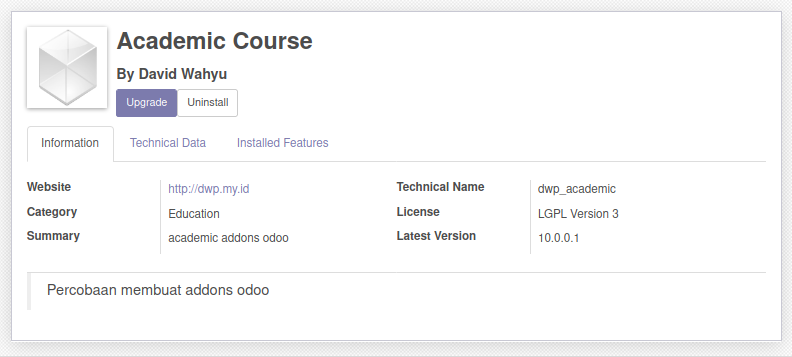 Academic Course
By David Wahyu
Upgrade Uninstall
Information Technical Data Installed Features
Website http://dwp.my.id Technical Name dwp_academic
Category Education License LGPL Version 3
Summary academic addons odoo Latest Version 10.0.0.1
Percobaan membuat addons odoo